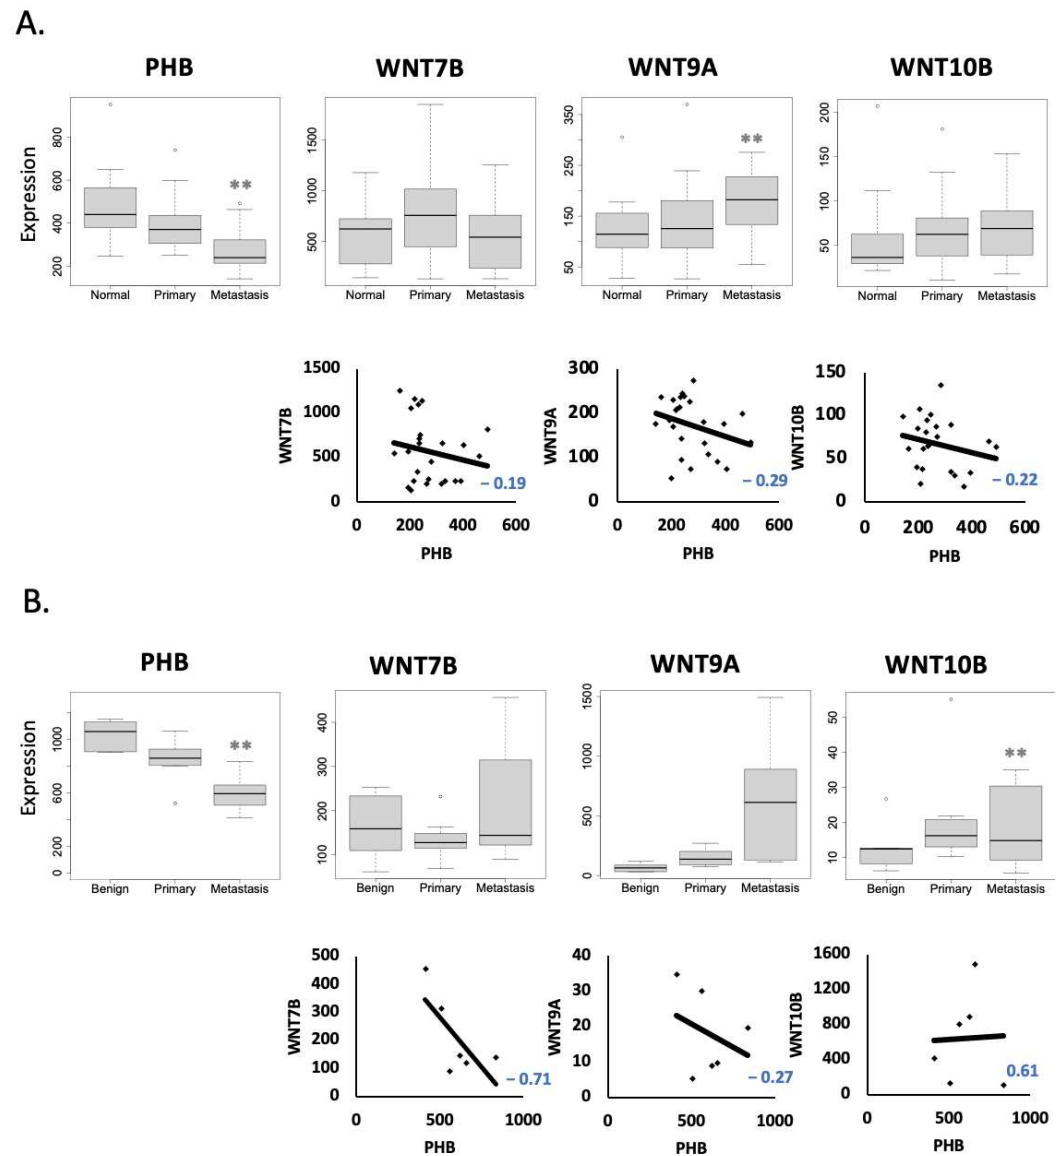 A.
PHB
WNT7B
WNT9A
WNT10B
Expression
800
600
400
200
**
Normal Primary Metastasis
1500
1000
500
Normal Primary Metastasis
350
250
150
50
**
Normal Primary Metastasis
200
150
100
50
Normal Primary Metastasis
WNT7B
1500
1000
500
0
– 0.19
0 200 400 600
PHB
WNT9A
300
200
100
0
– 0.29
0 200 400 600
PHB
WNT10B
150
100
50
0
– 0.22
0 200 400 600
PHB
B.
PHB
WNT7B
WNT9A
WNT10B
Expression
1000
600
200
0
**
Benign Primary Metastasis
400
300
200
100
Benign Primary Metastasis
1500
1000
500
0
Benign Primary Metastasis
50
40
30
20
10
**
Benign Primary Metastasis
WNT7B
500
400
300
200
100
0
– 0.71
0 500 1000
PHB
WNT9A
40
30
20
10
0
– 0.27
0 500 1000
PHB
WNT10B
1600
1200
800
400
0
0.61
0 500 1000
PHB